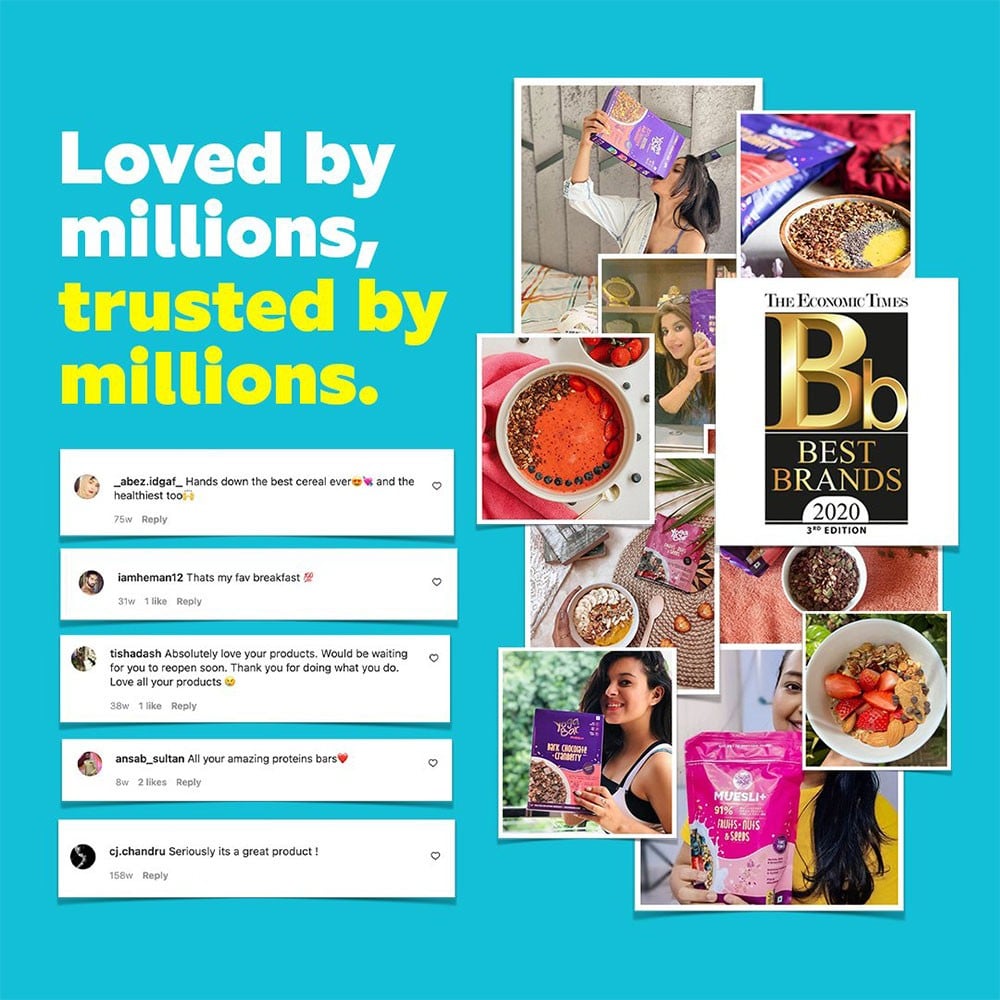 Loved by
millions,
trusted by
millions.
_abez.idgaf_ Hands down the best cereal ever😍💘 and the
healthiest too🙌
75w Reply
iamheman12 Thats my fav breakfast 💯
31w 1 like Reply
tishadash Absolutely love your products. Would be waiting
for you to reopen soon. Thank you for doing what you do.
Love all your products 😢
38w 1 like Reply
ansab_sultan All your amazing proteins bars❤️
8w 2 likes Reply
cj.chandru Seriously its a great product !
158w Reply
THE ECONOMIC TIMES
Bb
BEST
BRANDS
2020
3RD EDITION
yoga
Bar
DARK CHOCOLATE
+CRANBERRY
MUESLI+
91%
FRUITS+NUTS
& SEEDS